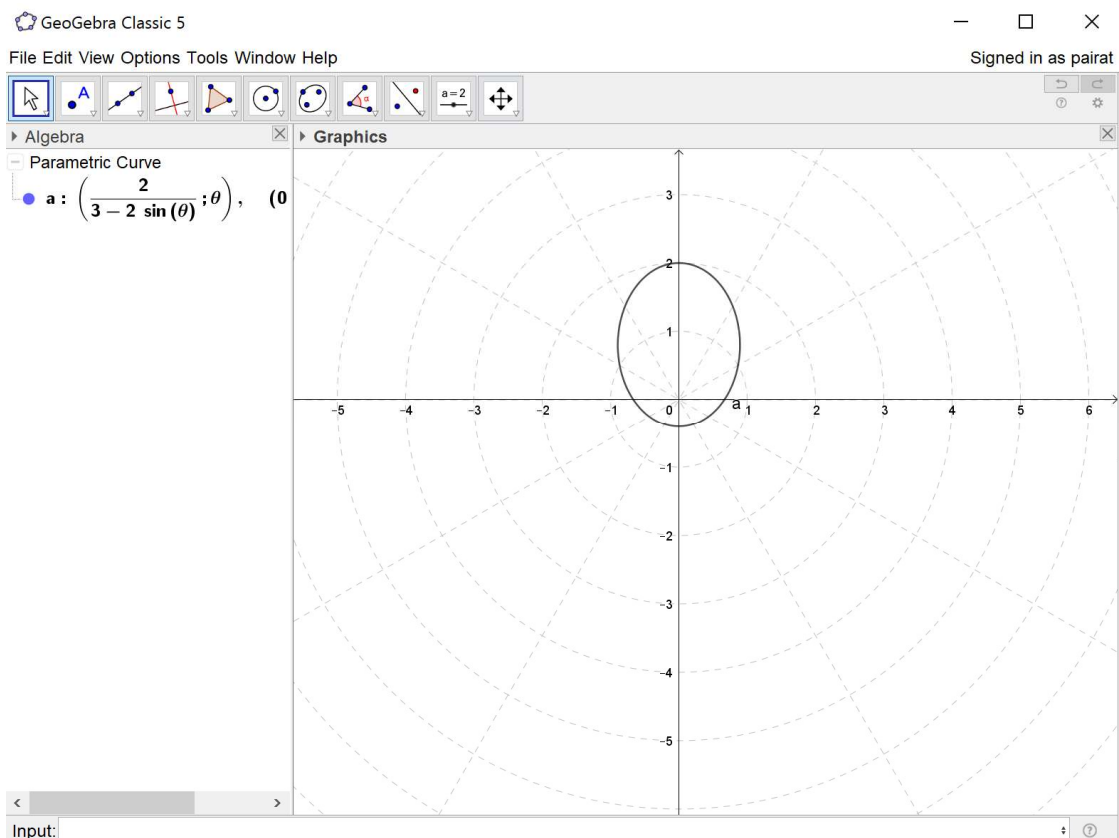 GeoGebra Classic 5
File Edit View Options Tools Window Help
Signed in as pairat
A
α
a=2
Algebra
Graphics
Parametric Curve
a : (2 / (3 − 2 sin (θ)) ; θ), (0
3
2
1
−5 −4 −3 −2 −1 0 a 1 2 3 4 5 6
−1
−2
−3
−4
−5
Input: